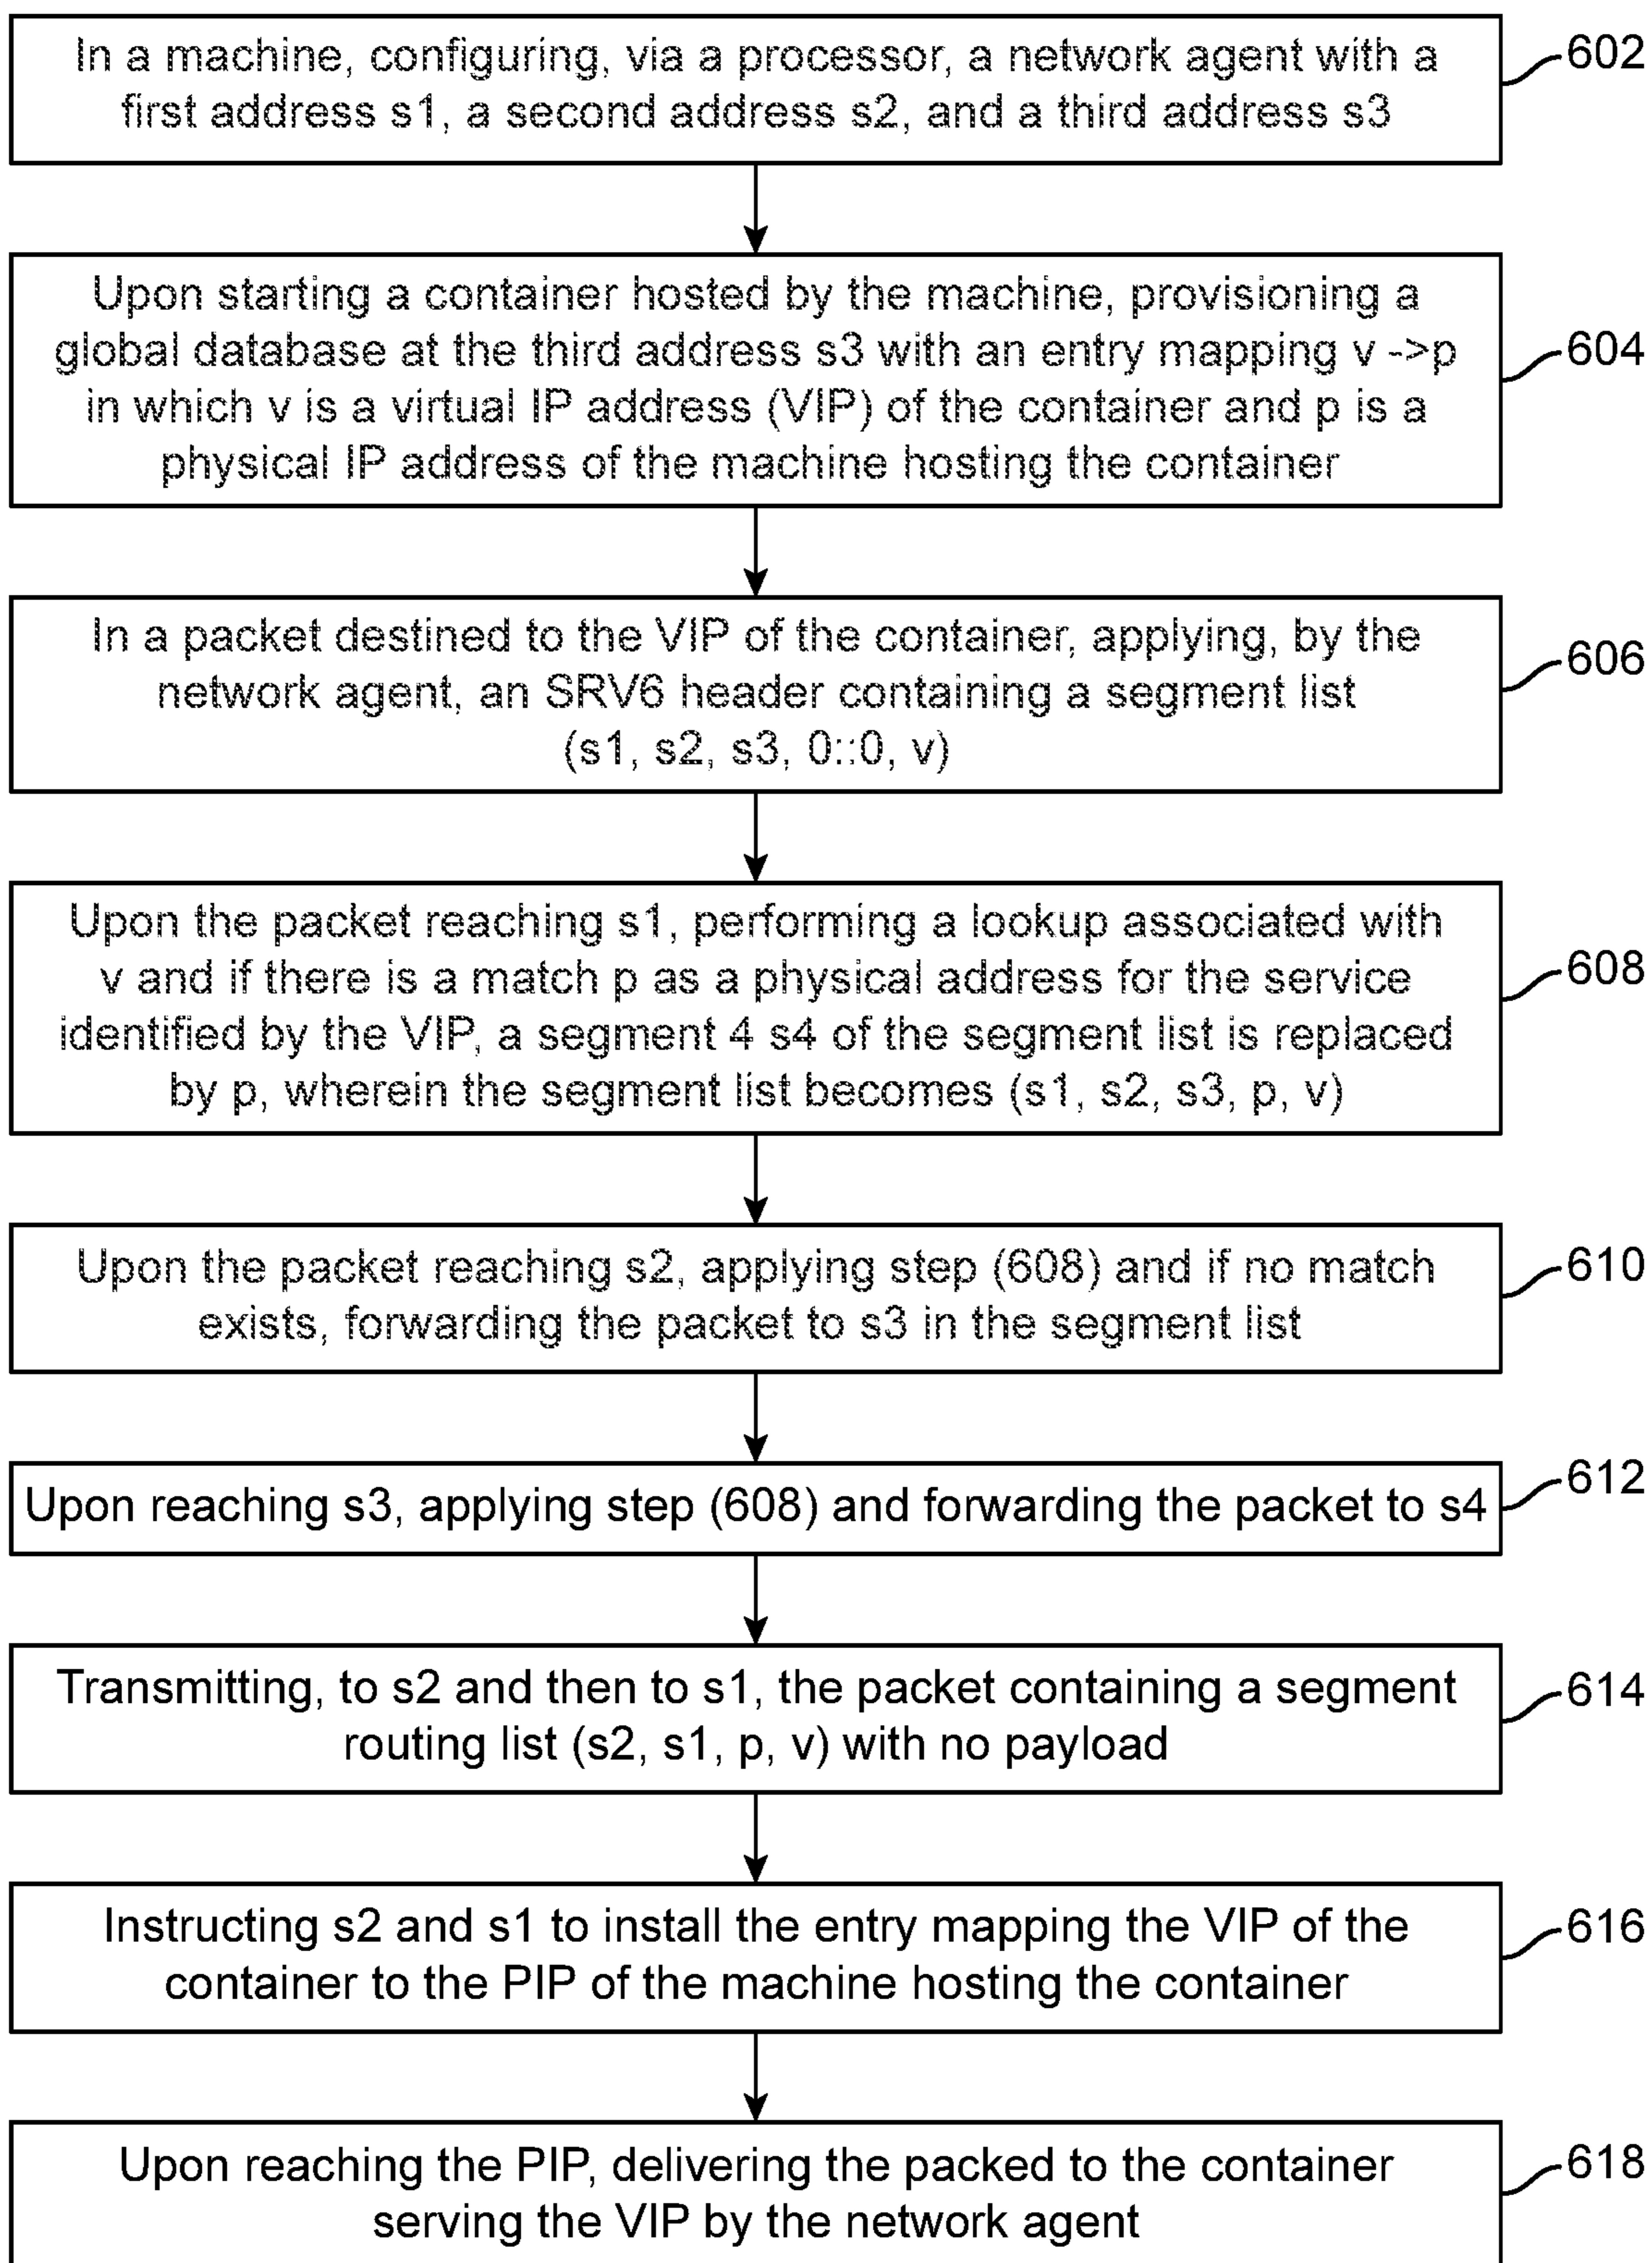 In a machine, configuring, via a processor, a network agent with a
first address s1, a second address s2, and a third address s3
602
Upon starting a container hosted by the machine, provisioning a
global database at the third address s3 with an entry mapping v ->p
in which v is a virtual IP address (VIP) of the container and p is a
physical IP address of the machine hosting the container
604
In a packet destined to the VIP of the container, applying, by the
network agent, an SRV6 header containing a segment list
(s1, s2, s3, 0::0, v)
606
Upon the packet reaching s1, performing a lookup associated with
v and if there is a match p as a physical address for the service
identified by the VIP, a segment 4 s4 of the segment list is replaced
by p, wherein the segment list becomes (s1, s2, s3, p, v)
608
Upon the packet reaching s2, applying step (608) and if no match
exists, forwarding the packet to s3 in the segment list
610
Upon reaching s3, applying step (608) and forwarding the packet to s4
612
Transmitting, to s2 and then to s1, the packet containing a segment
routing list (s2, s1, p, v) with no payload
614
Instructing s2 and s1 to install the entry mapping the VIP of the
container to the PIP of the machine hosting the container
616
Upon reaching the PIP, delivering the packed to the container
serving the VIP by the network agent
618